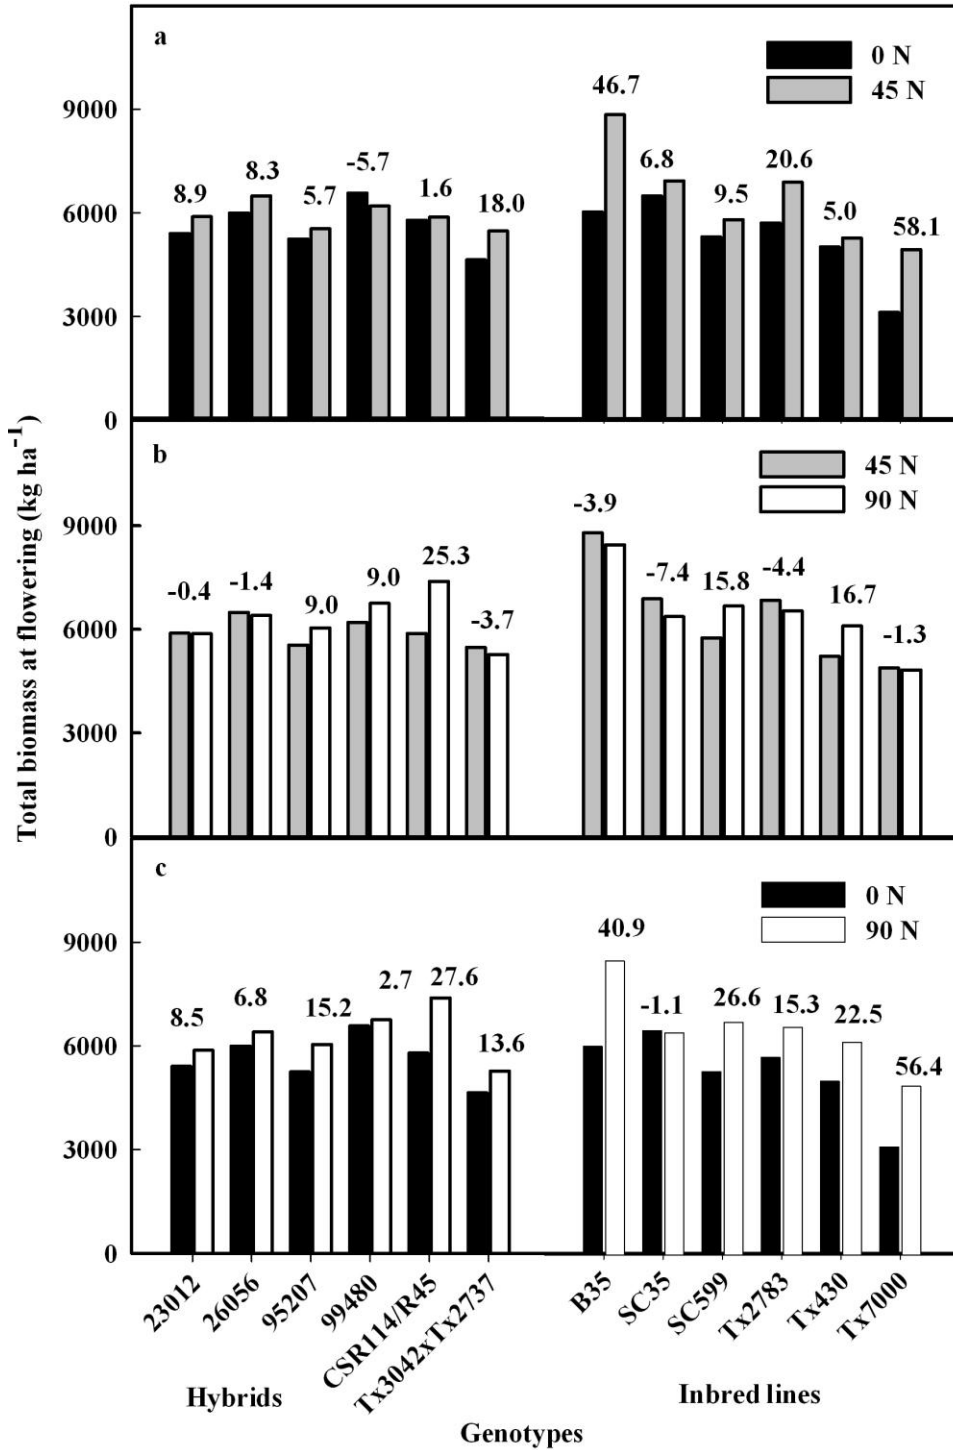 Total biomass at flowering (kg ha⁻¹)
a
0 N
45 N
9000
6000
3000
0
8.9
8.3
5.7
-5.7
1.6
18.0
46.7
6.8
9.5
20.6
5.0
58.1
b
45 N
90 N
9000
6000
3000
0
-0.4
-1.4
9.0
9.0
25.3
-3.7
-3.9
-7.4
15.8
-4.4
16.7
-1.3
c
0 N
90 N
9000
6000
3000
0
8.5
6.8
15.2
2.7
27.6
13.6
40.9
-1.1
26.6
15.3
22.5
56.4
23012
26056
95207
99480
CSR114/R45
Tx3042xTx2737
B35
SC35
SC599
Tx2783
Tx430
Tx7000
Hybrids
Inbred lines
Genotypes